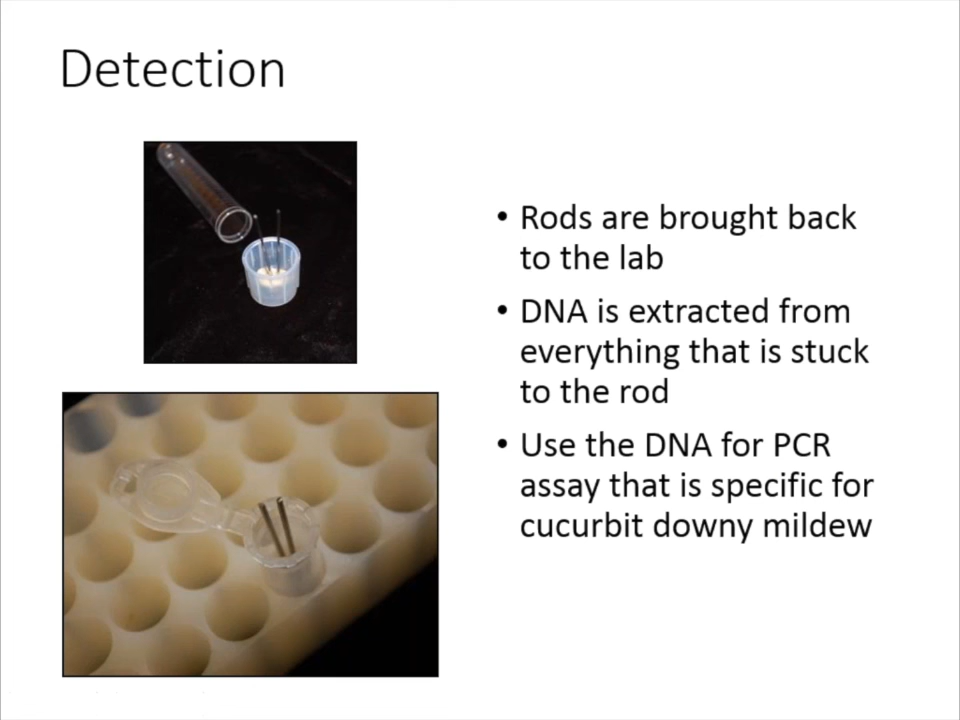 Detection
• Rods are brought back
to the lab
• DNA is extracted from
everything that is stuck
to the rod
• Use the DNA for PCR
assay that is specific for
cucurbit downy mildew